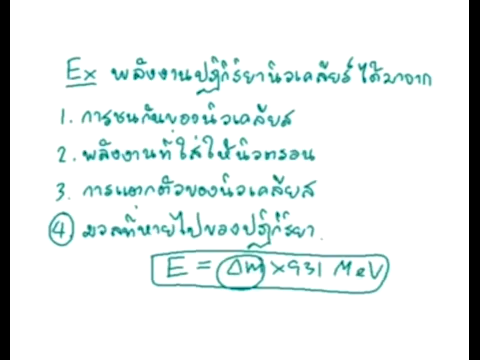 Ex พลังงานปฏิกิริยานิวเคลียร์ ได้มาจาก
1. การชนกันของนิวเคลียส
2. พลังงานที่ใส่ให้นิวตรอน
3. การแตกตัวของนิวเคลียส
4 มวลที่หายไปของปฏิกิริยา.
E = Δm × 931 MeV